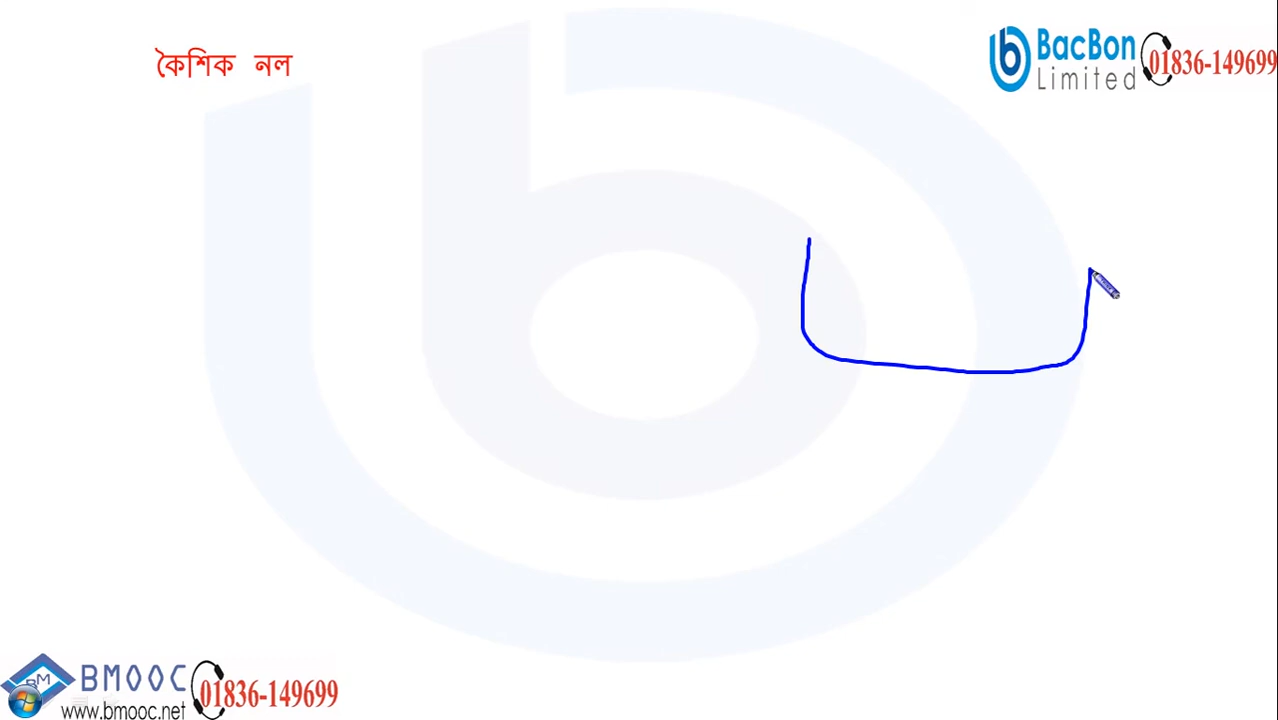 কৈশিক নল
BacBon
Limited
01836-149699
BMOOC
01836-149699
www.bmooc.net